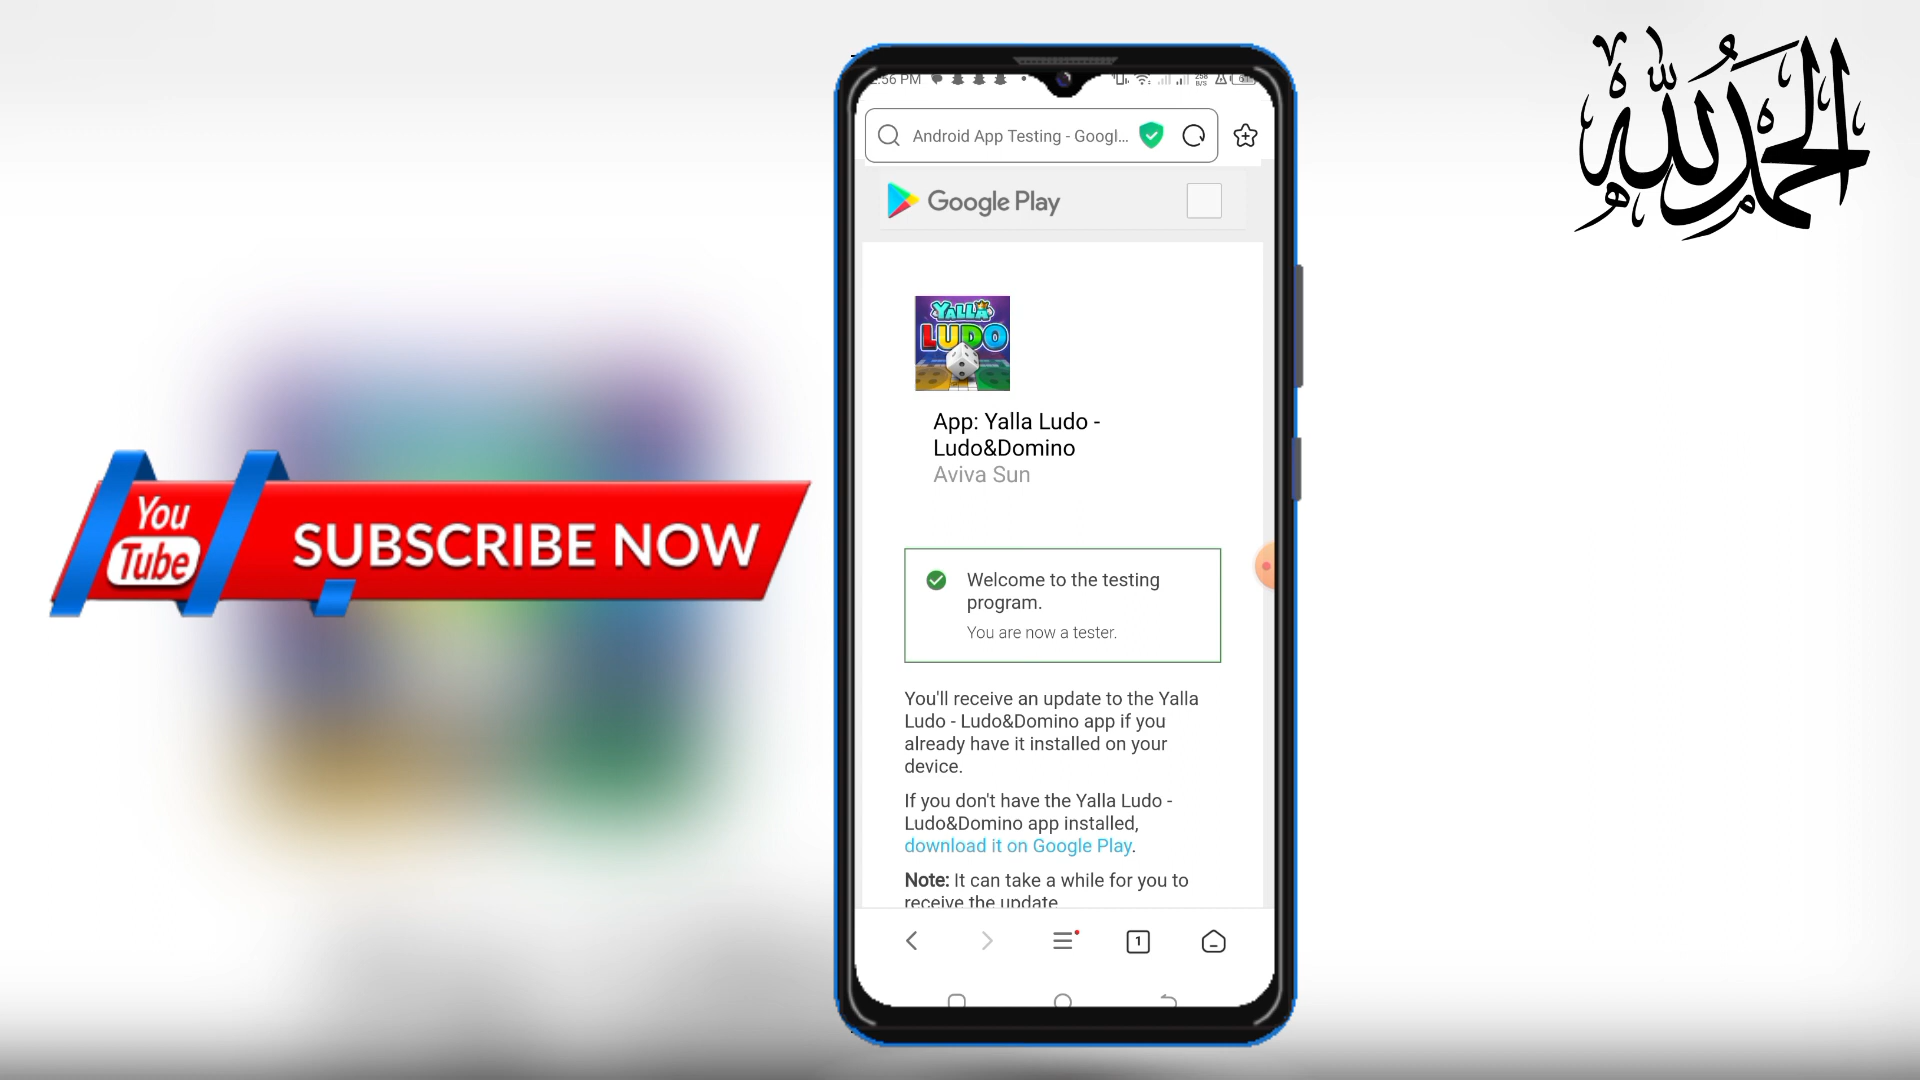 الحمد لله
You
Tube
SUBSCRIBE NOW
:56 PM
Android App Testing - Googl...
Google Play
YALLA
LUDO
App: Yalla Ludo -
Ludo&Domino
Aviva Sun
Welcome to the testing
program.
You are now a tester.
You'll receive an update to the Yalla
Ludo - Ludo&Domino app if you
already have it installed on your
device.
If you don't have the Yalla Ludo -
Ludo&Domino app installed,
download it on Google Play.
Note: It can take a while for you to
receive the update
1